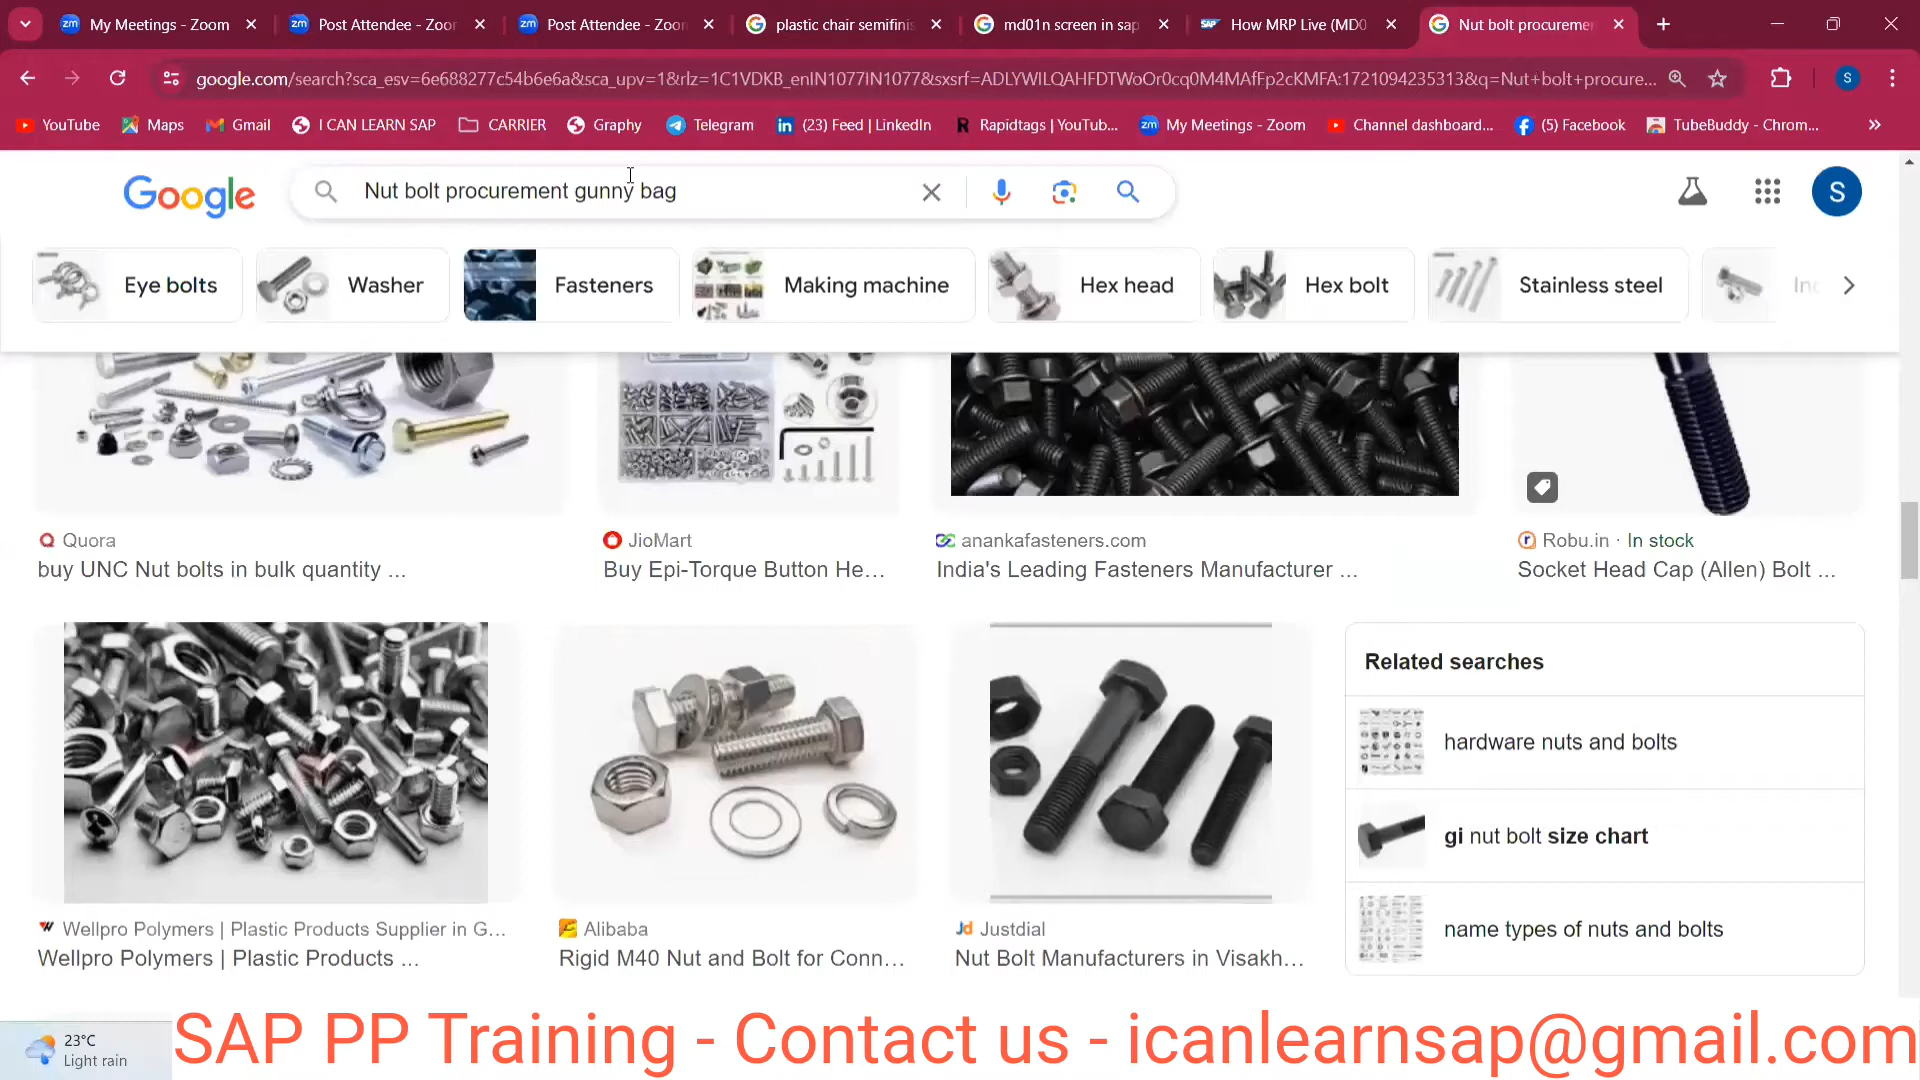 My Meetings - Zoom
Post Attendee - Zoo
Post Attendee - Zoo
plastic chair semifini
md01n screen in sap
SAP
How MRP Live (MD0
Nut bolt procureme
google.com/search?sca_esv=6e688277c54b6e6a&sca_upv=1&rlz=1C1VDKB_enIN1077IN1077&sxsrf=ADLYWILQAHFDTWoOr0cq0M4MAfFp2cKMFA:1721094235313&q=Nut+bolt+procure...
S
YouTube
Maps
Gmail
I CAN LEARN SAP
CARRIER
Graphy
Telegram
(23) Feed | LinkedIn
Rapidtags | YouTub...
My Meetings - Zoom
Channel dashboard...
(5) Facebook
TubeBuddy - Chrom...
Google
Nut bolt procurement gunny bag
S
Eye bolts
Washer
Fasteners
Making machine
Hex head
Hex bolt
Stainless steel
Quora
buy UNC Nut bolts in bulk quantity ...
JioMart
Buy Epi-Torque Button He...
anankafasteners.com
India's Leading Fasteners Manufacturer ...
Robu.in · In stock
Socket Head Cap (Allen) Bolt ...
Related searches
hardware nuts and bolts
gi nut bolt size chart
name types of nuts and bolts
Wellpro Polymers | Plastic Products Supplier in G...
Wellpro Polymers | Plastic Products ...
Alibaba
Rigid M40 Nut and Bolt for Conn...
Jd Justdial
Nut Bolt Manufacturers in Visakh...
23°C
Light rain
SAP PP Training - Contact us - icanlearnsap@gmail.com